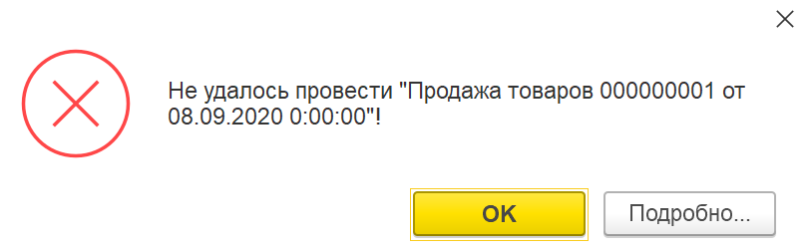 Не удалось провести "Продажа товаров 000000001 от
08.09.2020 0:00:00"!
OK
Подробно...